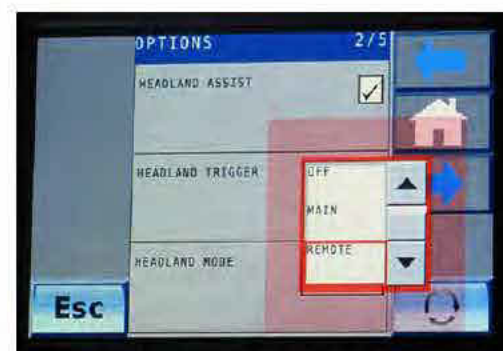 OPTIONS 2/5
HEADLAND ASSIST
HEADLAND TRIGGER
OFF
MAIN
REMOTE
HEADLAND MODE
Esc